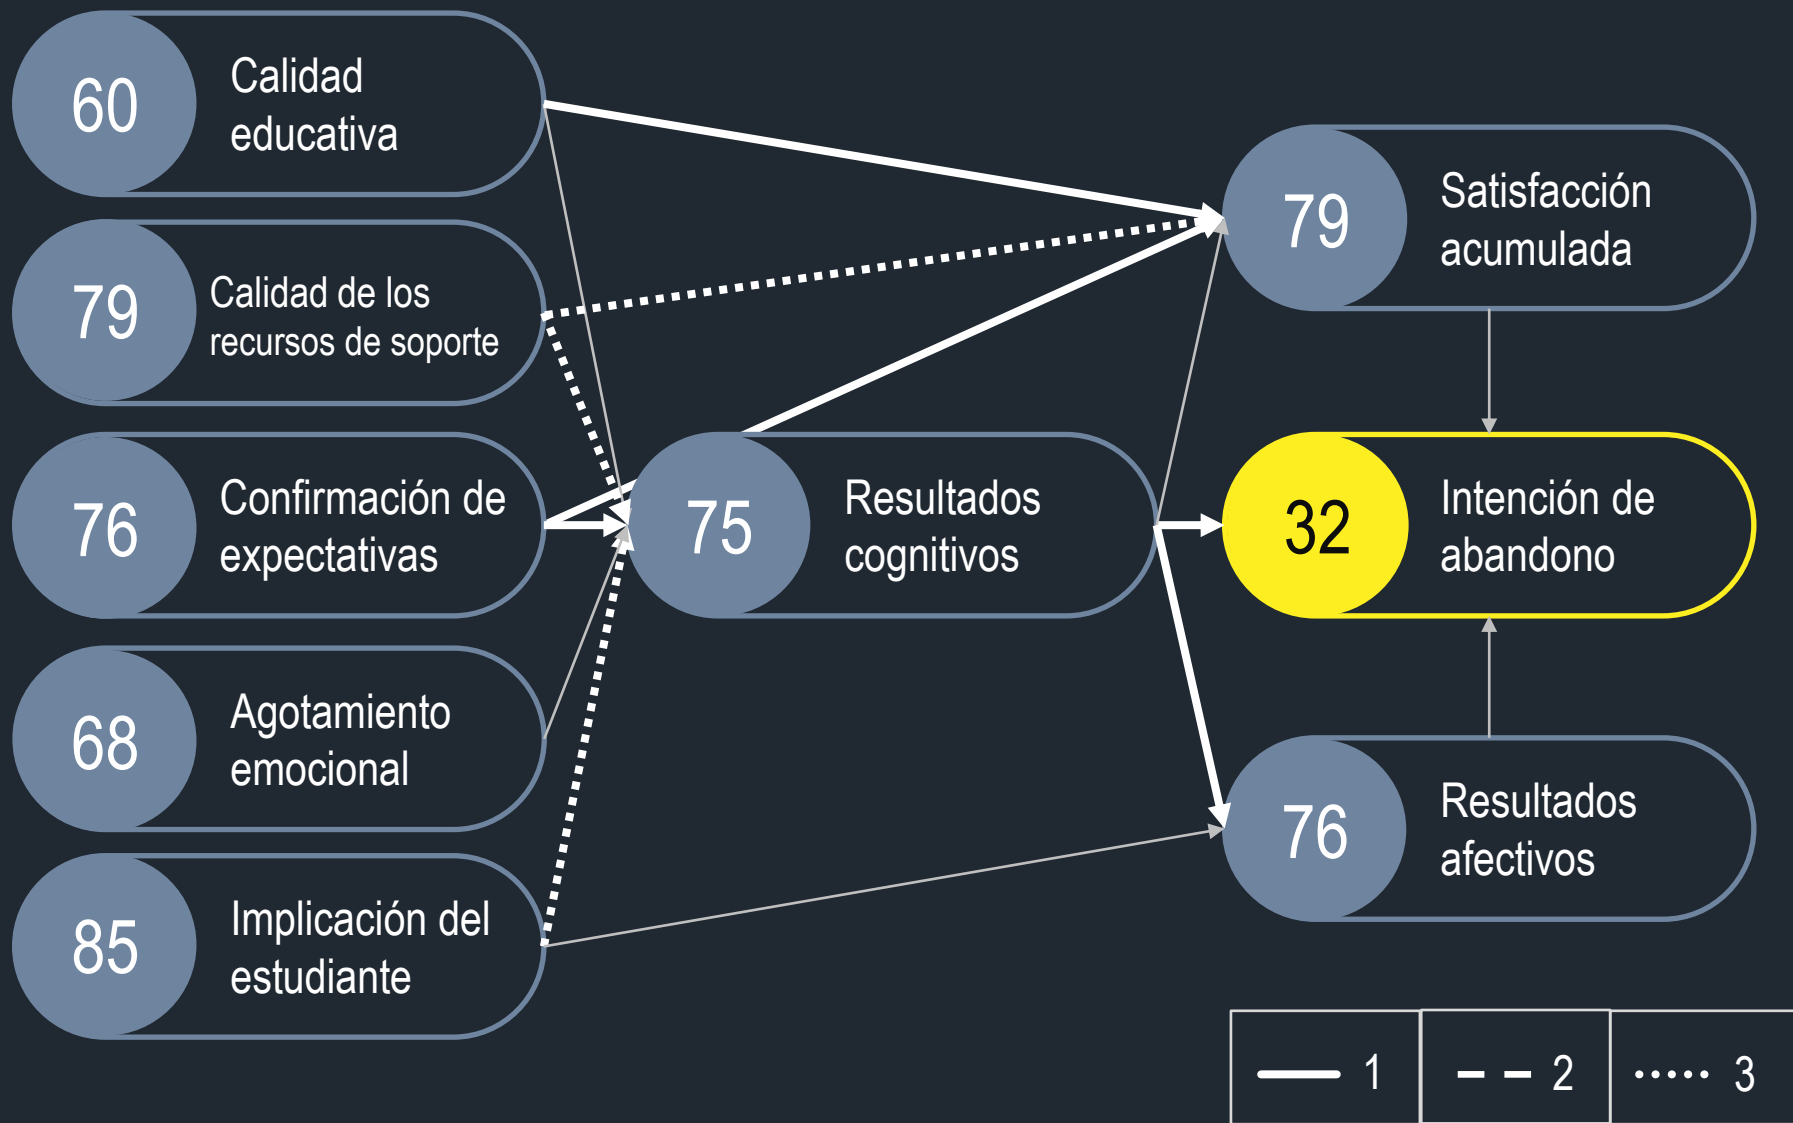 60
Calidad
educativa
79
Calidad de los
recursos de soporte
76
Confirmación de
expectativas
68
Agotamiento
emocional
85
Implicación del
estudiante
75
Resultados
cognitivos
79
Satisfacción
acumulada
32
Intención de
abandono
76
Resultados
afectivos
1
2
3